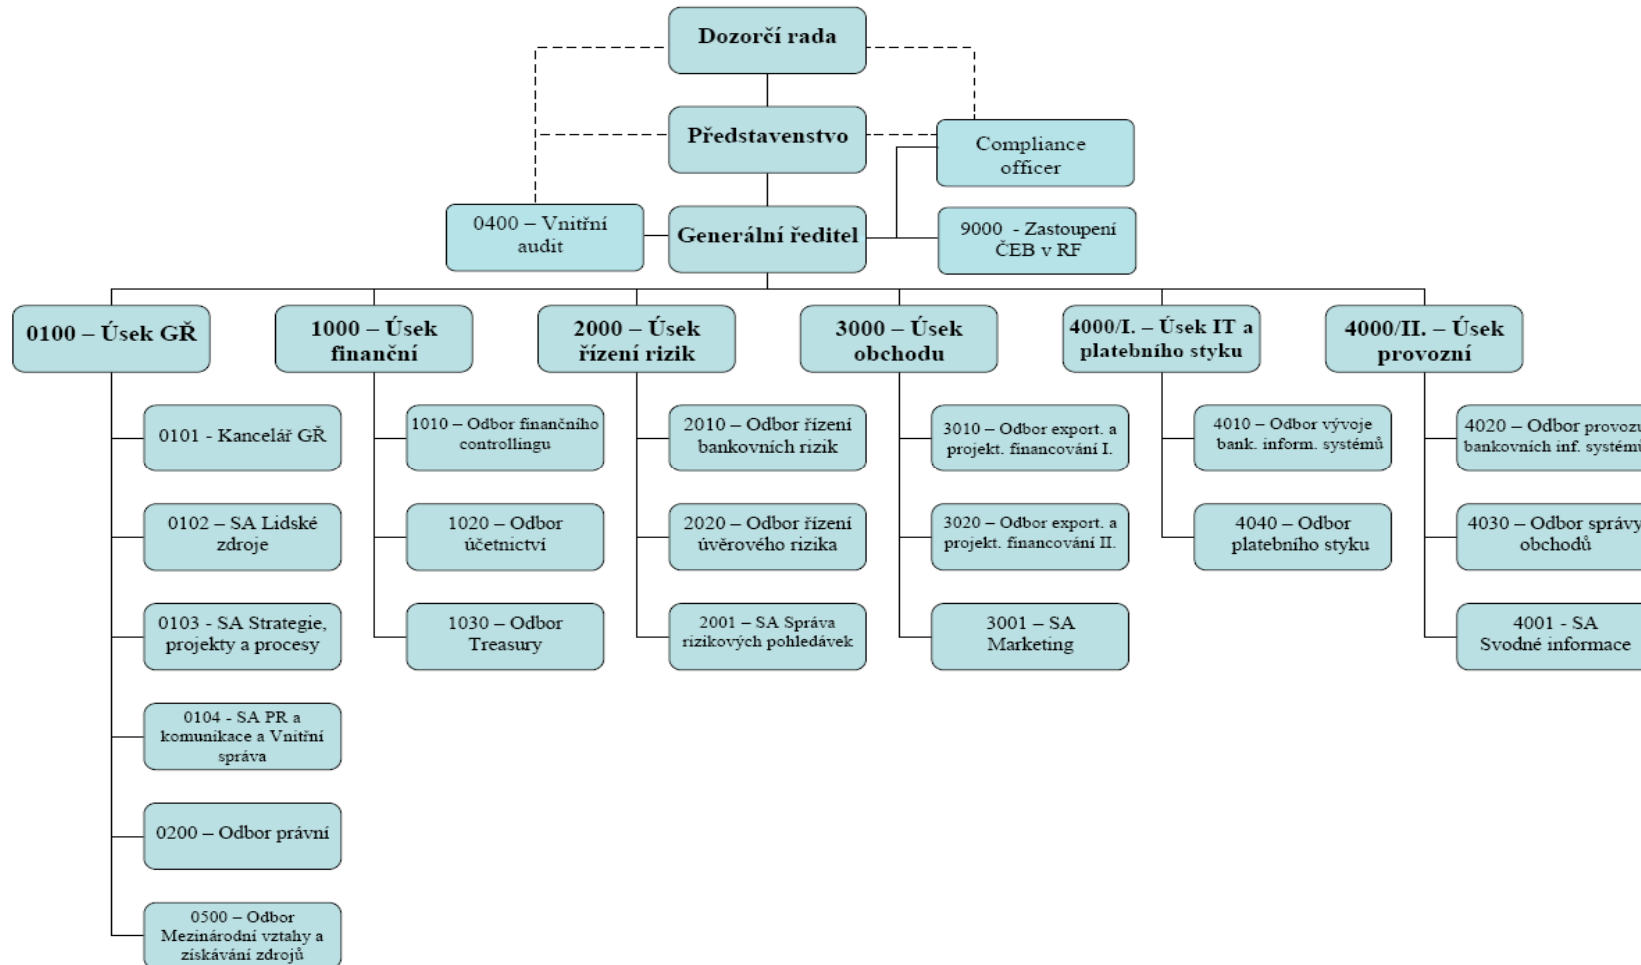 Dozorčí rada
Představenstvo
Compliance
officer
0400 – Vnitřní
audit
Generální ředitel
9000 - Zastoupení
ČEB v RF
0100 – Úsek GŘ
1000 – Úsek
finanční
2000 – Úsek
řízení rizik
3000 – Úsek
obchodu
4000/I. – Úsek IT a
platebního styku
4000/II. – Úsek
provozní
0101 - Kancelář GŘ
1010 – Odbor finančního
controllingu
2010 – Odbor řízení
bankovních rizik
3010 – Odbor export. a
projekt. financování I.
4010 – Odbor vývoje
bank. inform. systémů
4020 – Odbor provozu
bankovních inf. systémů
0102 – SA Lidské
zdroje
1020 – Odbor
účetnictví
2020 – Odbor řízení
úvěrového rizika
3020 – Odbor export. a
projekt. financování II.
4040 – Odbor
platebního styku
4030 – Odbor správy
obchodů
0103 - SA Strategie,
projekty a procesy
1030 – Odbor
Treasury
2001 – SA Správa
rizikových pohledávek
3001 – SA
Marketing
4001 - SA
Svodné informace
0104 - SA PR a
komunikace a Vnitřní
správa
0200 – Odbor právní
0500 – Odbor
Mezinárodní vztahy a
získávání zdrojů